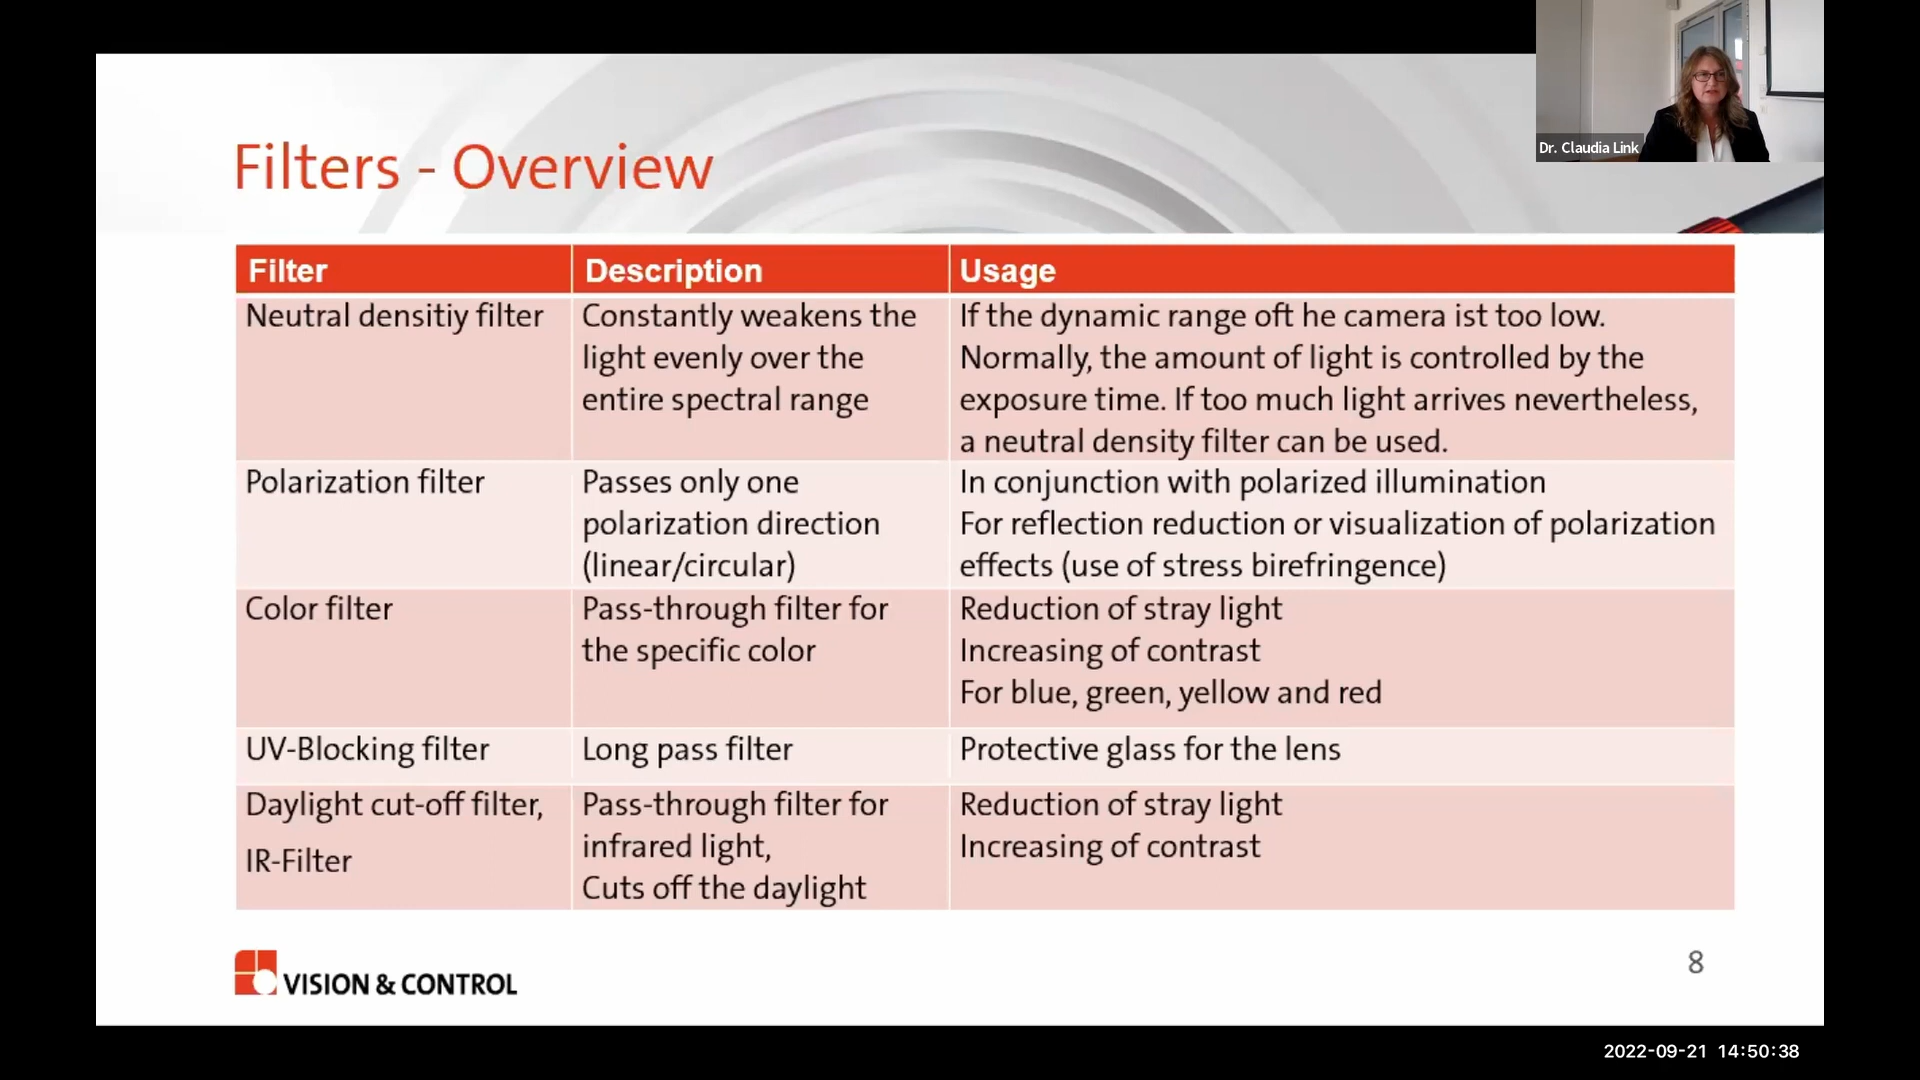 Dr. Claudia Link
Filters - Overview
Filter Description Usage
Neutral densitiy filter
Constantly weakens the
light evenly over the
entire spectral range
If the dynamic range oft he camera ist too low.
Normally, the amount of light is controlled by the
exposure time. If too much light arrives nevertheless,
a neutral density filter can be used.
Polarization filter
Passes only one
polarization direction
(linear/circular)
In conjunction with polarized illumination
For reflection reduction or visualization of polarization
effects (use of stress birefringence)
Color filter
Pass-through filter for
the specific color
Reduction of stray light
Increasing of contrast
For blue, green, yellow and red
UV-Blocking filter
Long pass filter
Protective glass for the lens
Daylight cut-off filter,
IR-Filter
Pass-through filter for
infrared light,
Cuts off the daylight
Reduction of stray light
Increasing of contrast
VISION & CONTROL
8
2022-09-21 14:50:38